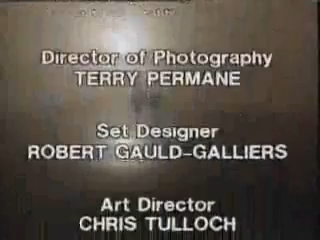 Director of Photography
TERRY PERMANE
Set Designer
ROBERT GAULD-GALLIERS
Art Director
CHRIS TULLOCH